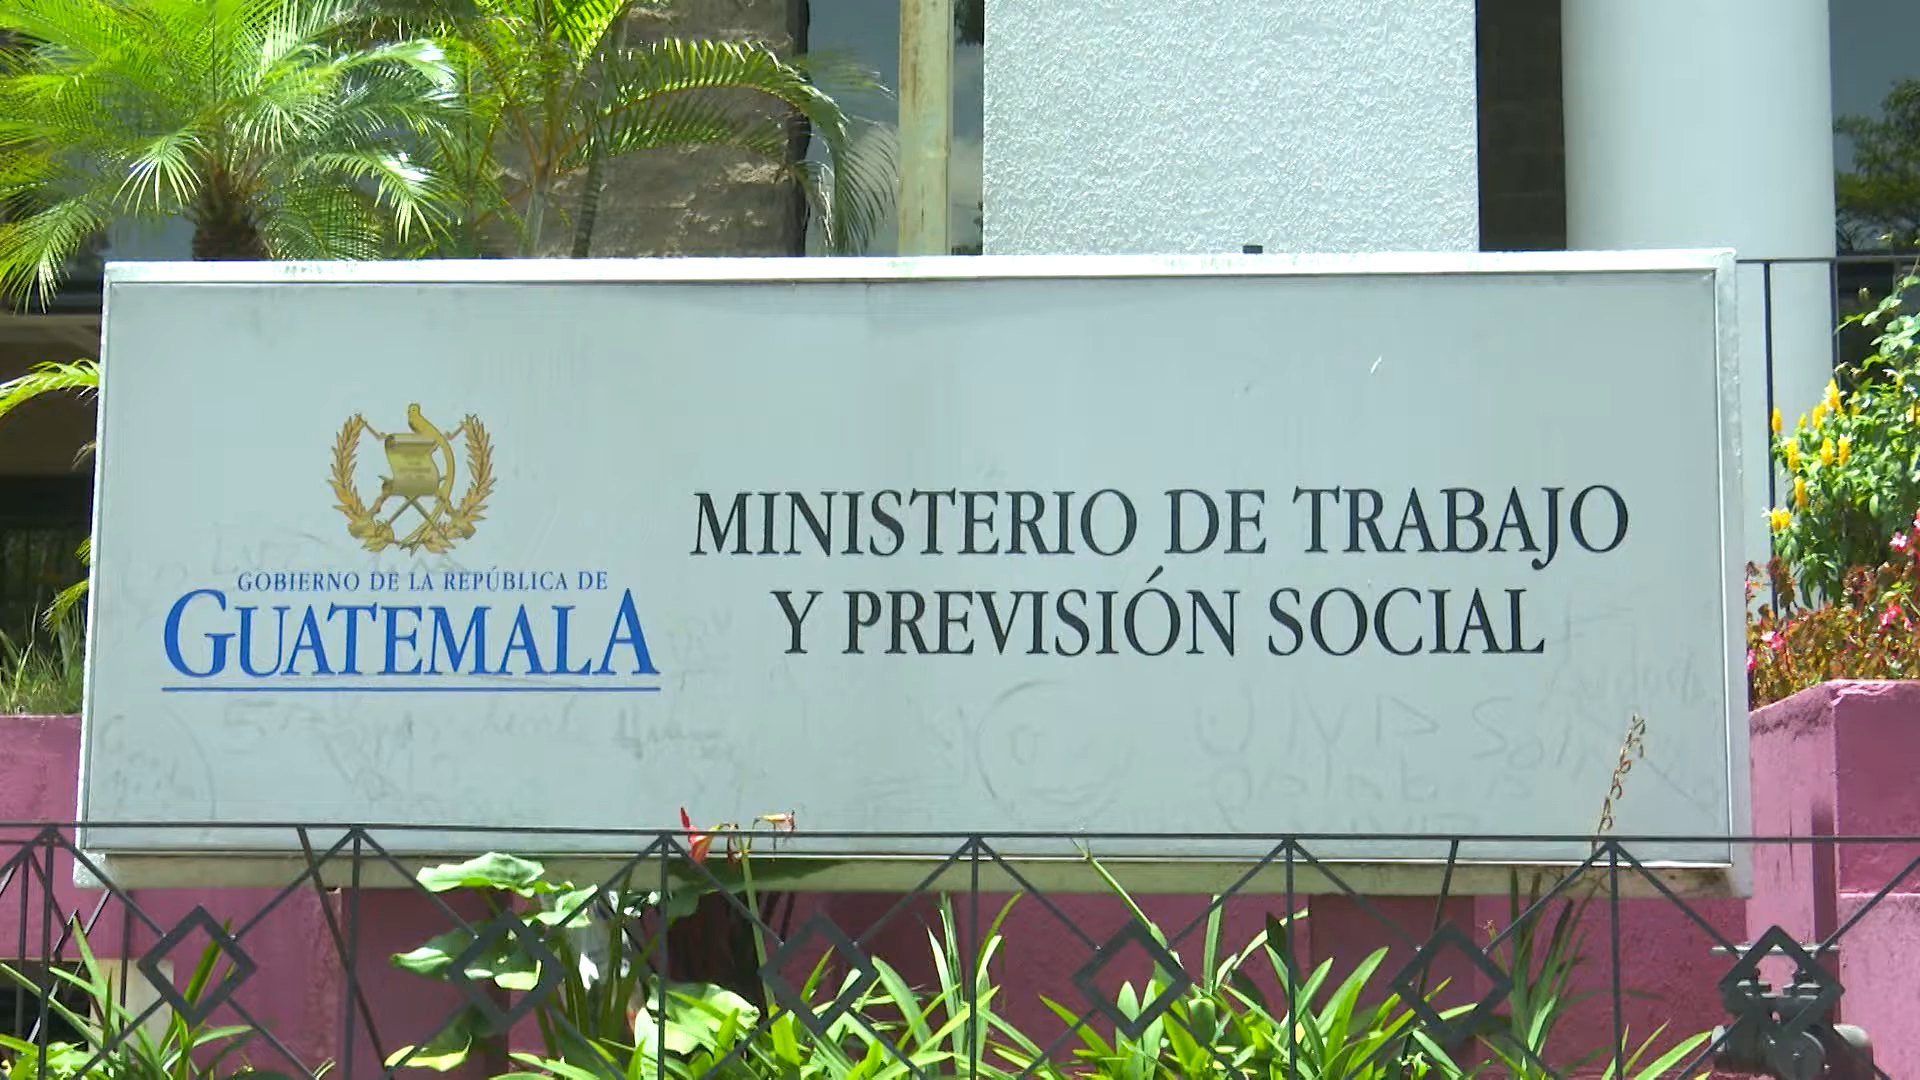 GOBIERNO DE LA REPÚBLICA DE
GUATEMALA
MINISTERIO DE TRABAJO
Y PREVISIÓN SOCIAL